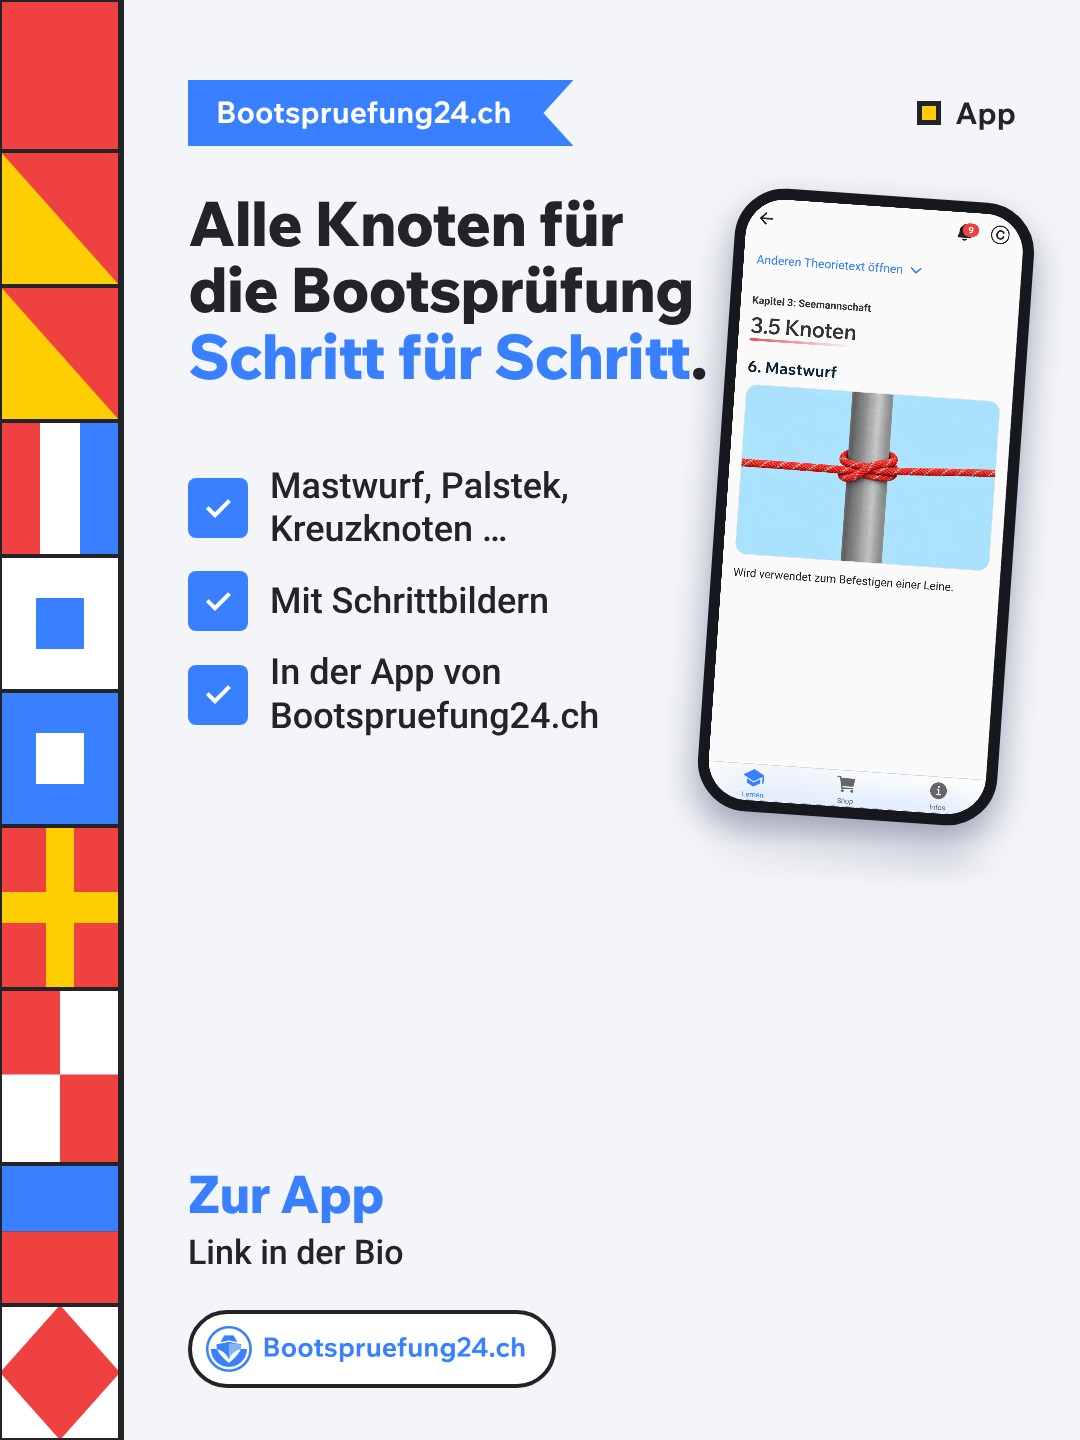 Bootspruefung24.ch
App
Alle Knoten für
die Bootsprüfung
Schritt für Schritt.
Mastwurf, Palstek,
Kreuzknoten ...
Mit Schrittbildern
In der App von
Bootspruefung24.ch
9
Anderen Theorietext öffnen
Kapitel 3: Seemannschaft
3.5 Knoten
6. Mastwurf
Wird verwendet zum Befestigen einer Leine.
Lernen
Shop
Infos
Zur App
Link in der Bio
Bootspruefung24.ch